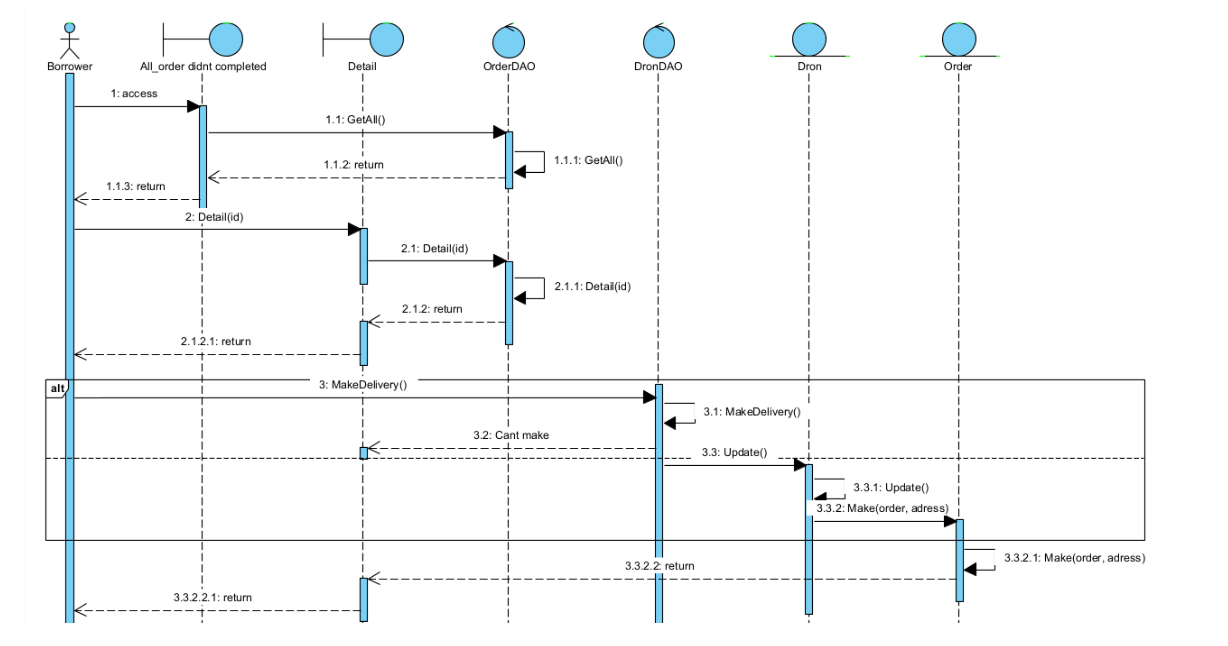 Borrower
All_order didnt completed
Detail
OrderDAO
DronDAO
Dron
Order
1: access
1.1: GetAll()
1.1.1: GetAll()
1.1.2: return
1.1.3: return
2: Detail(id)
2.1: Detail(id)
2.1.1: Detail(id)
2.1.2: return
2.1.2.1: return
alt
3: MakeDelivery()
3.1: MakeDelivery()
3.2: Cant make
3.3: Update()
3.3.1: Update()
3.3.2: Make(order, adress)
3.3.2.1: Make(order, adress)
3.3.2.2: return
3.3.2.2.1: return